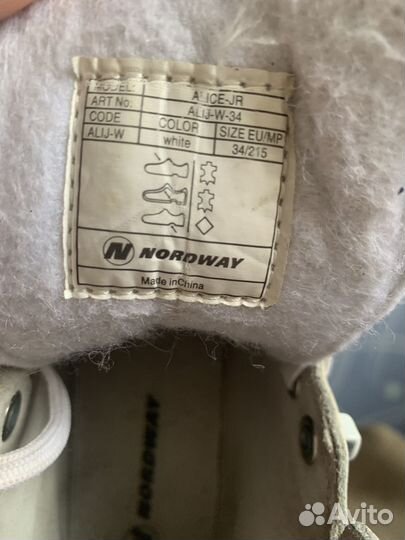 MODEL: ALICE-JR
ART No: ALIJ-W-34
CODE COLOR SIZE EU/MP
ALIJ-W white 34/215
N NORDWAY
Made in China
N NORDWAY
Avito